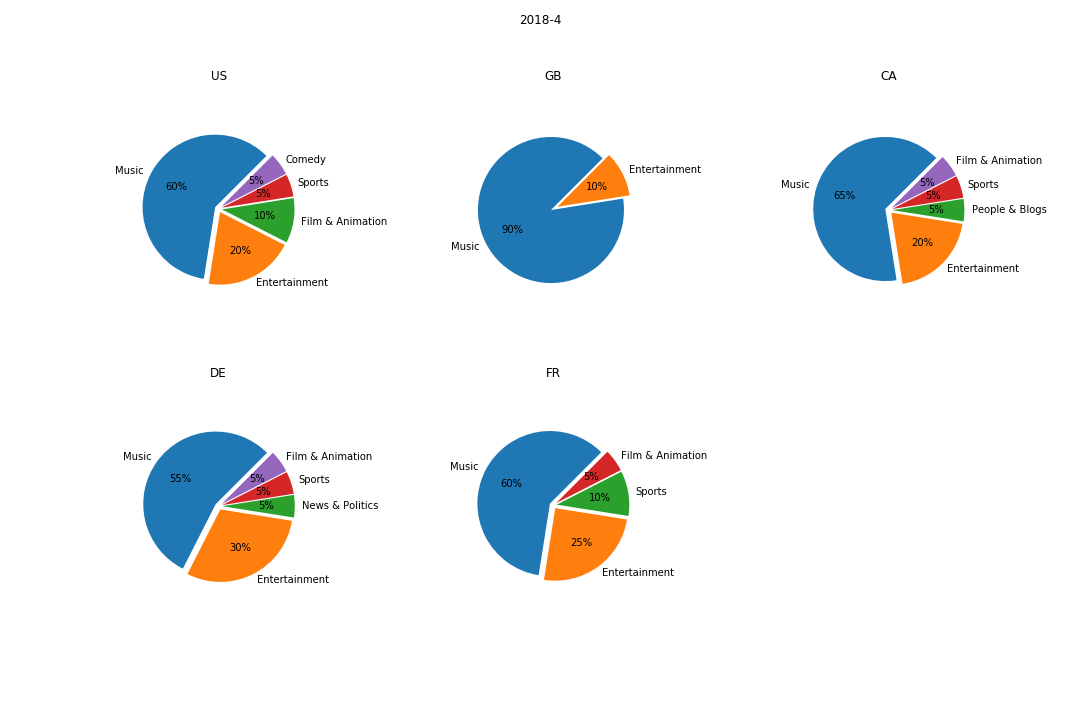 2018-4
US
Music
60%
Comedy
5%
Sports
5%
Film & Animation
10%
Entertainment
20%
GB
Music
90%
Entertainment
10%
CA
Music
65%
Film & Animation
5%
Sports
5%
People & Blogs
5%
Entertainment
20%
DE
Music
55%
Film & Animation
5%
Sports
5%
News & Politics
5%
Entertainment
30%
FR
Music
60%
Film & Animation
5%
Sports
10%
Entertainment
25%